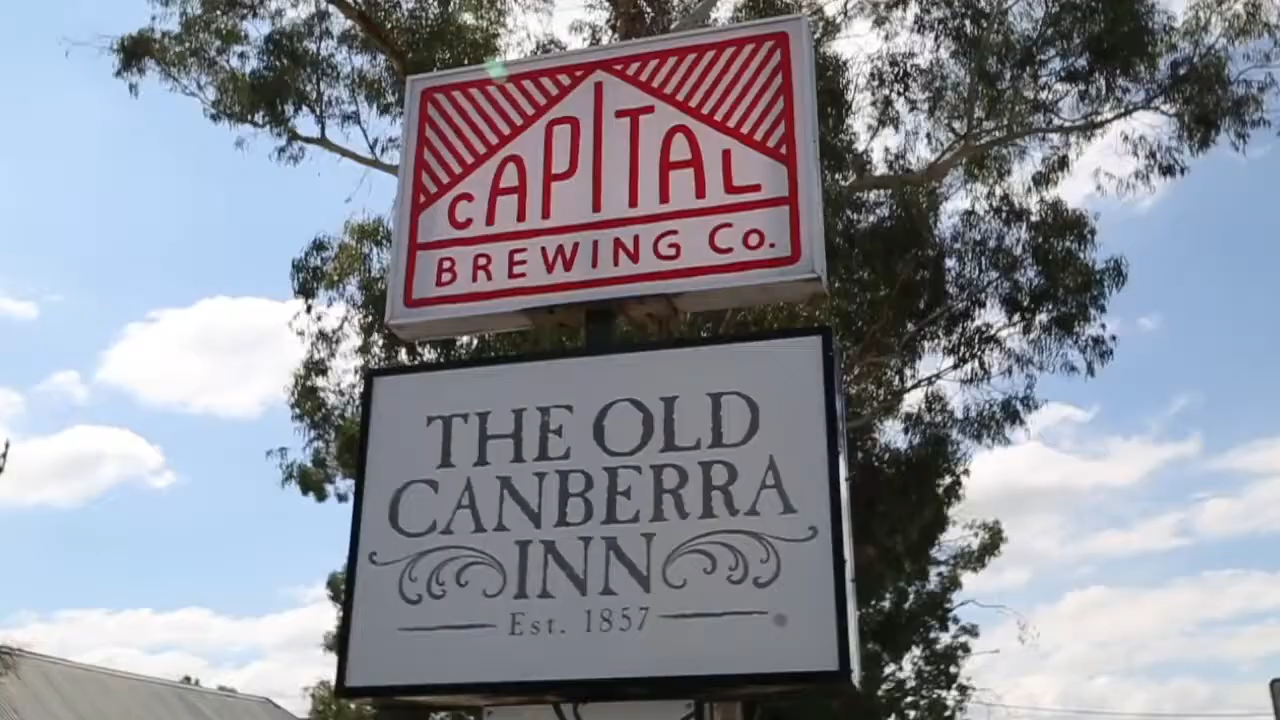 CAPITAL
BREWING Co.
THE OLD
CANBERRA
INN
Est. 1857